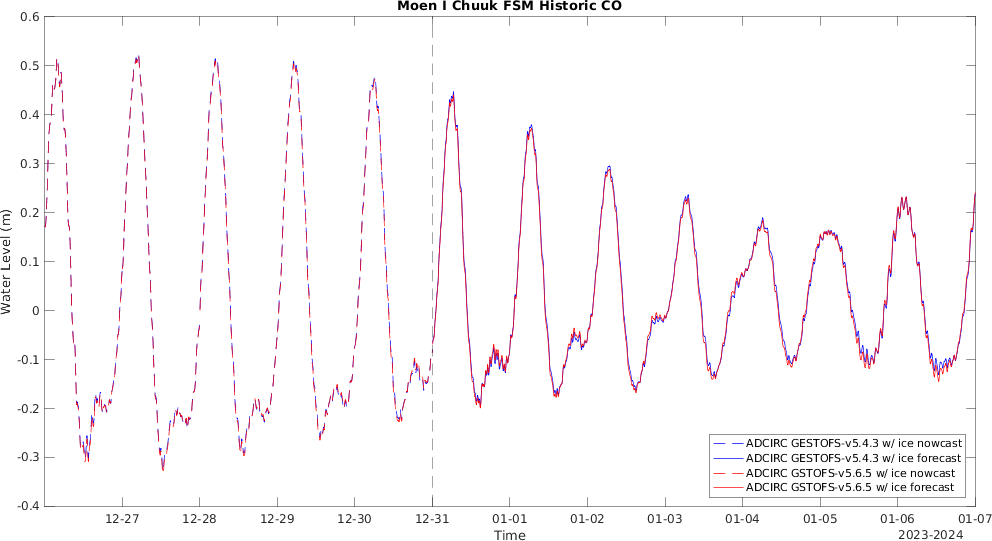 Moen I Chuuk FSM Historic CO
Water Level (m)
0.6
0.5
0.4
0.3
0.2
0.1
0
-0.1
-0.2
-0.3
-0.4
ADCIRC GESTOFS-v5.4.3 w/ ice nowcast
ADCIRC GESTOFS-v5.4.3 w/ ice forecast
ADCIRC GSTOFS-v5.6.5 w/ ice nowcast
ADCIRC GSTOFS-v5.6.5 w/ ice forecast
12-27 12-28 12-29 12-30 12-31 01-01 01-02 01-03 01-04 01-05 01-06 01-07
Time
2023-2024